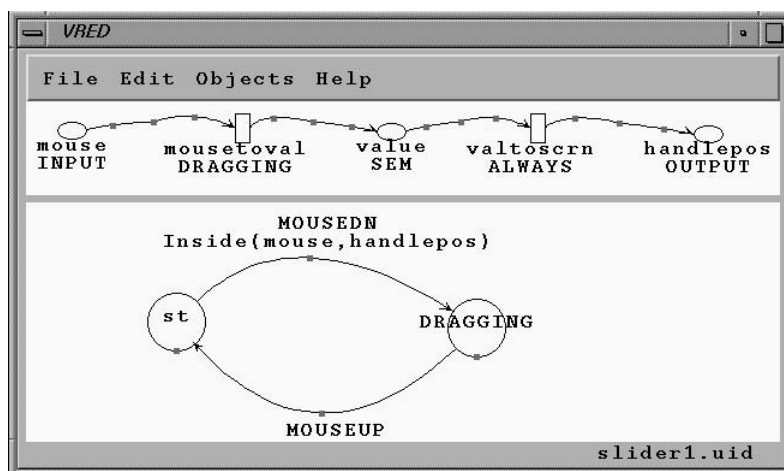 VRED
File Edit Objects Help
mouse
INPUT
mousetoval
DRAGGING
value
SEM
valtoscrn
ALWAYS
handlepos
OUTPUT
MOUSEDN
Inside(mouse,handlepos)
st
DRAGGING
MOUSEUP
slider1.uid